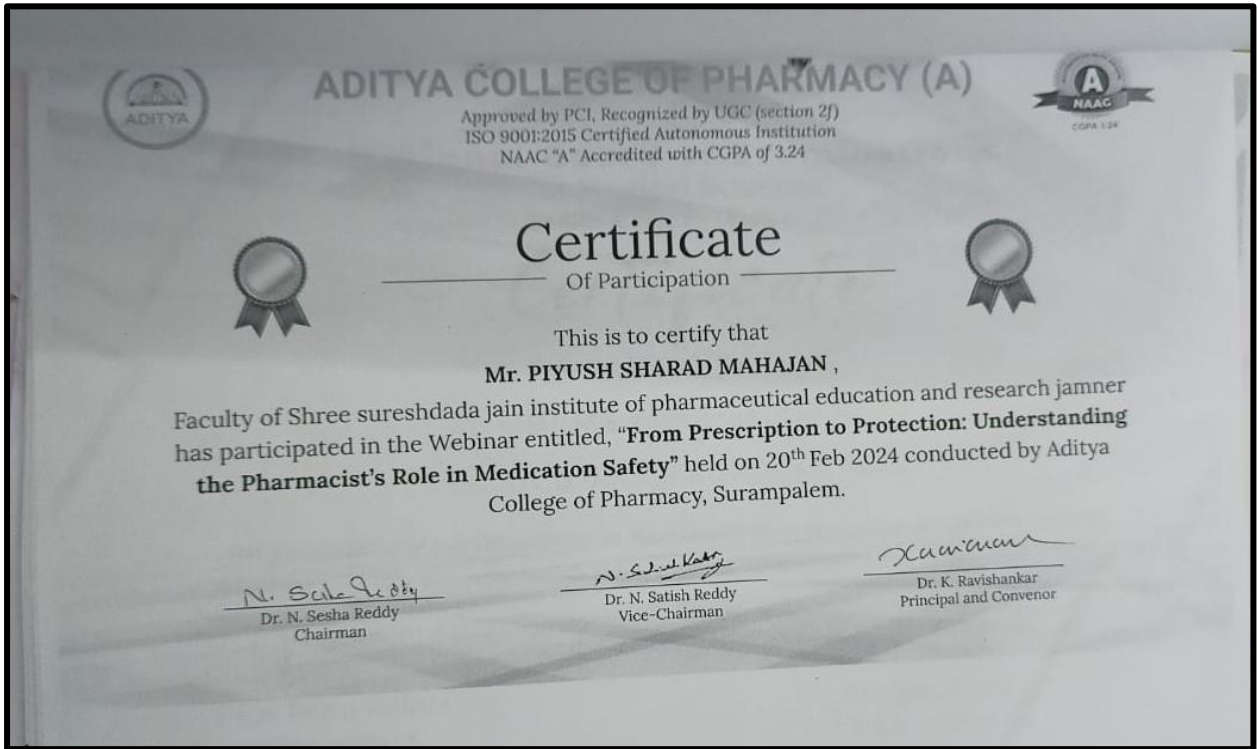 ADITYA
ADITYA COLLEGE OF PHARMACY (A)
Approved by PCI, Recognized by UGC (section 2f)
ISO 9001:2015 Certified Autonomous Institution
NAAC "A" Accredited with CGPA of 3.24
A
NAAC
CGPA 3.24
Certificate
Of Participation
This is to certify that
Mr. PIYUSH SHARAD MAHAJAN ,
Faculty of Shree sureshdada jain institute of pharmaceutical education and research jamner
has participated in the Webinar entitled, “From Prescription to Protection: Understanding
the Pharmacist's Role in Medication Safety” held on 20th Feb 2024 conducted by Aditya
College of Pharmacy, Surampalem.
Dr. N. Sesha Reddy
Chairman
Dr. N. Satish Reddy
Vice-Chairman
Dr. K. Ravishankar
Principal and Convenor